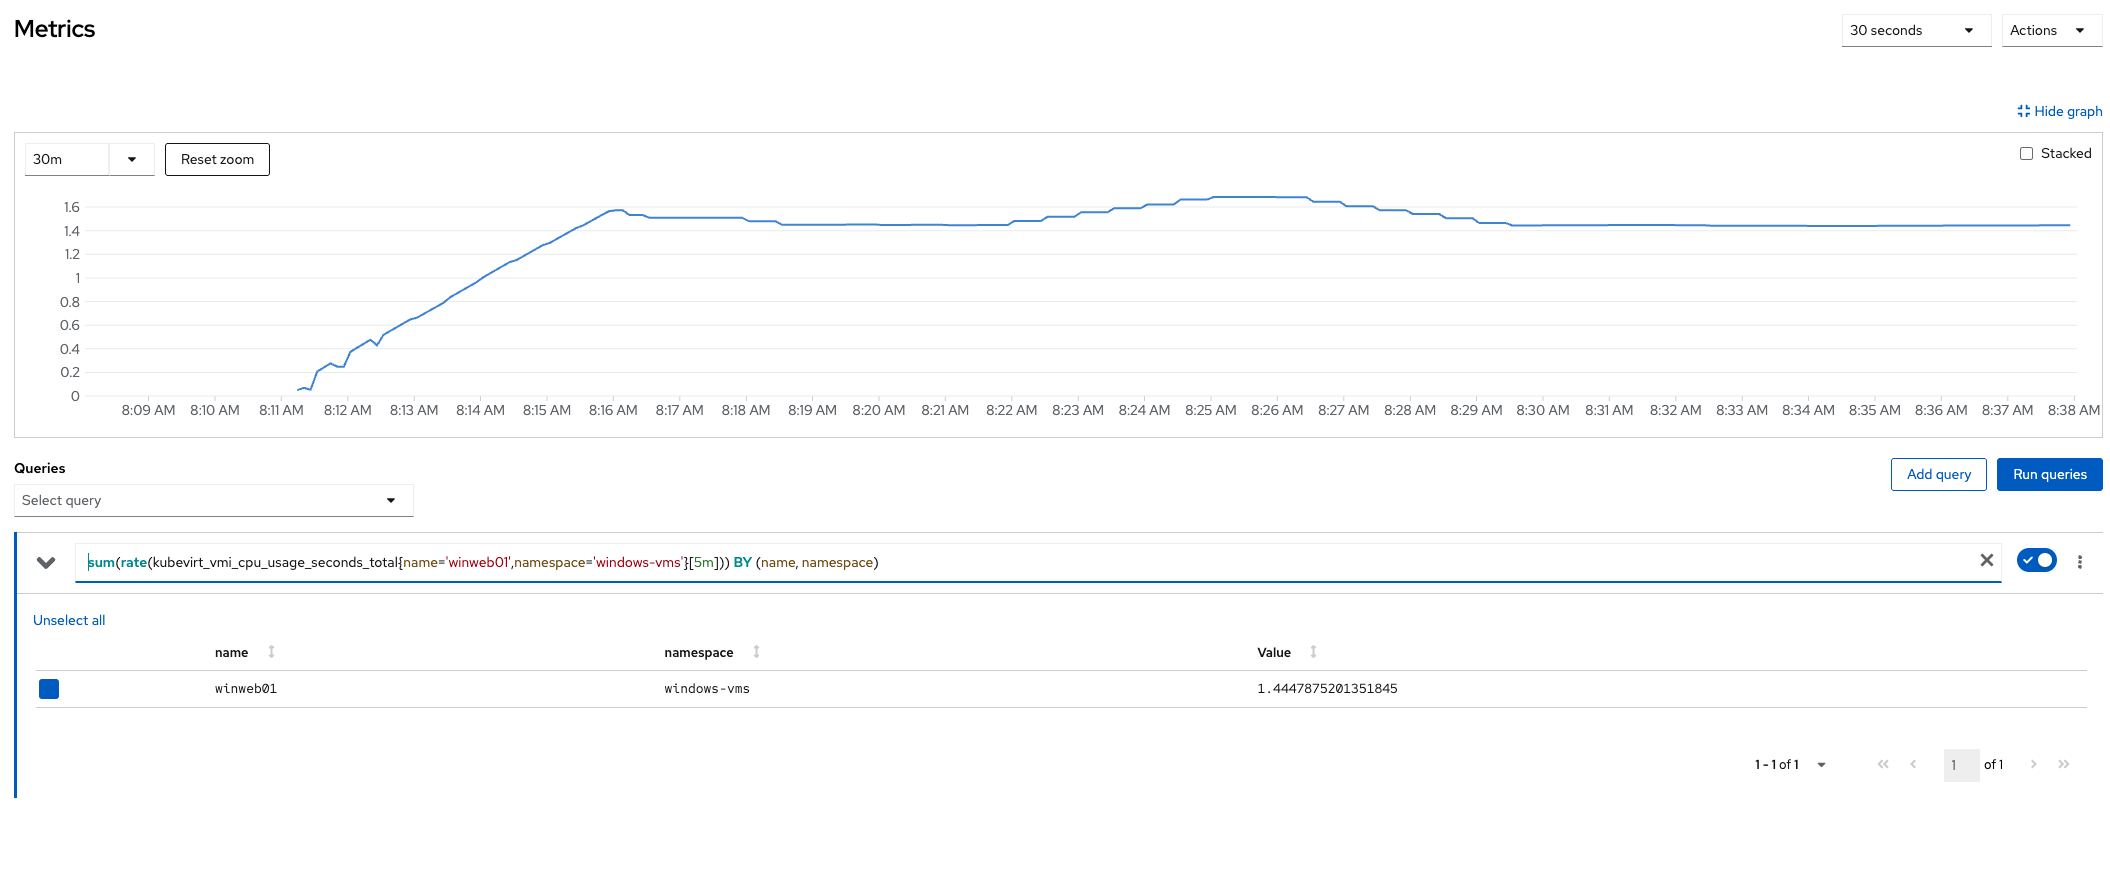 Metrics
30 seconds
Actions
Hide graph
30m
Reset zoom
Stacked
1.6
1.4
1.2
1
0.8
0.6
0.4
0.2
0
8:09 AM 8:10 AM 8:11 AM 8:12 AM 8:13 AM 8:14 AM 8:15 AM 8:16 AM 8:17 AM 8:18 AM 8:19 AM 8:20 AM 8:21 AM 8:22 AM 8:23 AM 8:24 AM 8:25 AM 8:26 AM 8:27 AM 8:28 AM 8:29 AM 8:30 AM 8:31 AM 8:32 AM 8:33 AM 8:34 AM 8:35 AM 8:36 AM 8:37 AM 8:38 AM
Queries
Select query
Add query
Run queries
sum(rate(kubevirt_vmi_cpu_usage_seconds_total{name='winweb01',namespace='windows-vms'}[5m])) BY (name, namespace)
Unselect all
name namespace Value
winweb01 windows-vms 1.4447875201351845
1 - 1 of 1
1 of 1